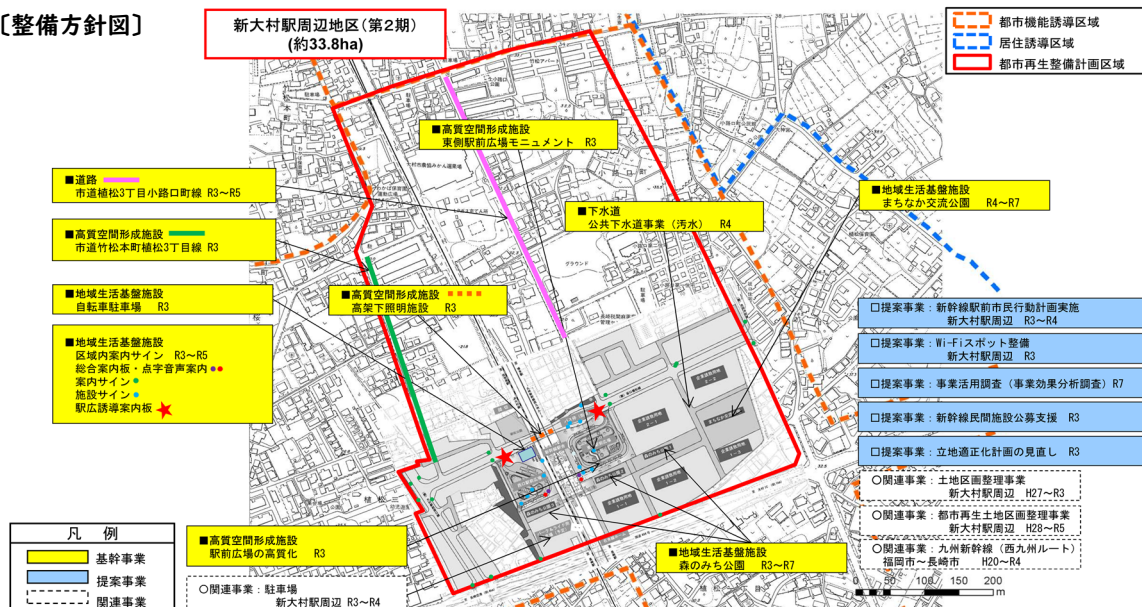 〔整備方針図〕
新大村駅周辺地区(第2期)
(約33.8ha)
都市機能誘導区域
居住誘導区域
都市再生整備計画区域
■高質空間形成施設
東側駅前広場モニュメント R3
■道路
市道植松3丁目小路口町線 R3～R5
■高質空間形成施設
市道竹松本町植松3丁目線 R3
■地域生活基盤施設
自転車駐車場 R3
■地域生活基盤施設
区域内案内サイン R3～R5
総合案内板・点字音声案内
案内サイン
施設サイン
駅広誘導案内板
■高質空間形成施設
高架下照明施設 R3
■下水道
公共下水道事業（汚水） R4
■地域生活基盤施設
まちなか交流公園 R4～R7
□提案事業：新幹線駅前市民行動計画実施
新大村駅周辺 R3～R4
□提案事業：Wi-Fiスポット整備
新大村駅周辺 R3
□提案事業：事業活用調査（事業効果分析調査）R7
□提案事業：新幹線民間施設公募支援 R3
□提案事業：立地適正化計画の見直し R3
○関連事業：土地区画整理事業
新大村駅周辺 H27～R3
○関連事業：都市再生土地区画整理事業
新大村駅周辺 H28～R5
○関連事業：九州新幹線（西九州ルート）
福岡市～長崎市 H20～R4
■高質空間形成施設
駅前広場の高質化 R3
■地域生活基盤施設
森のみち公園 R3～R7
○関連事業：駐車場
新大村駅周辺 R3～R4
凡 例
基幹事業
提案事業
関連事業
竹松アパート
小路口町
グラウンド
植松三
0 50 100 150 200
m